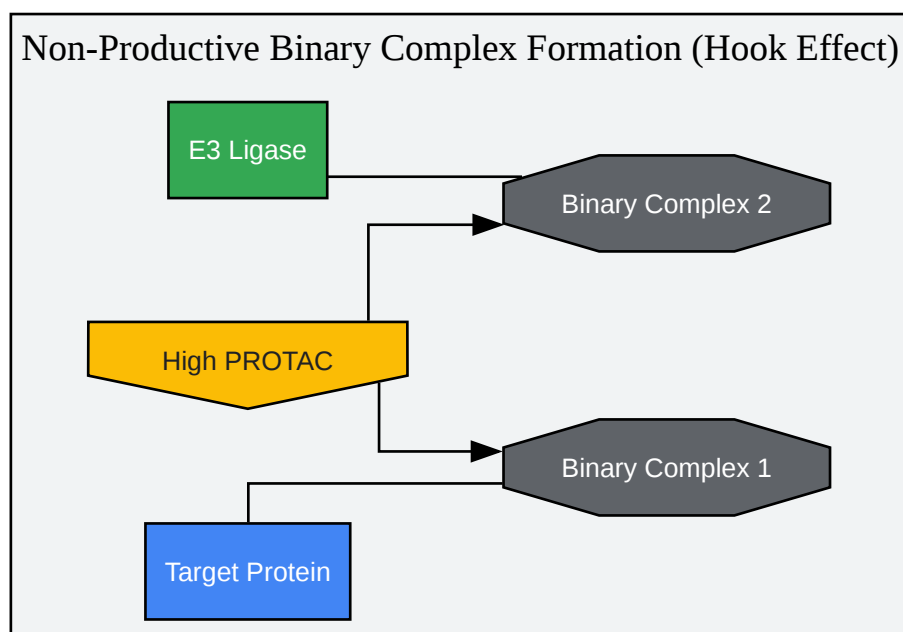 Non-Productive Binary Complex Formation (Hook Effect)
E3 Ligase
Binary Complex 2
High PROTAC
Binary Complex 1
Target Protein